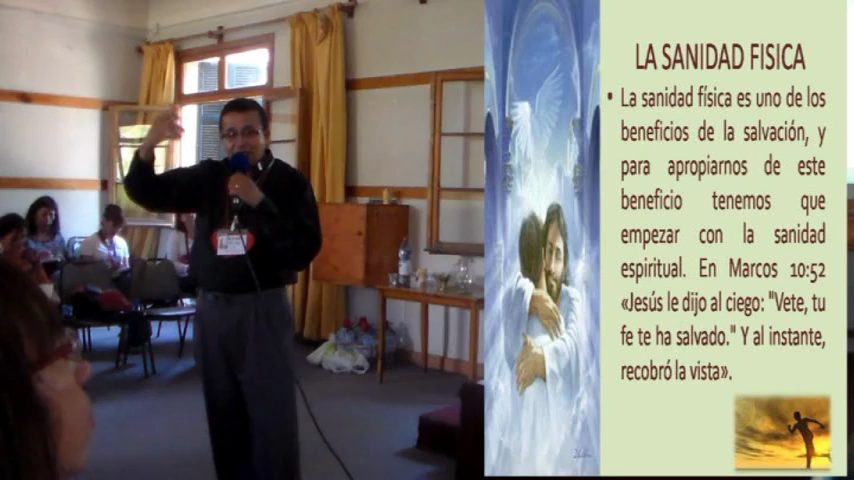 LA SANIDAD FISICA
• La sanidad física es uno de los
beneficios de la salvación, y
para apropiarnos de este
beneficio tenemos que
empezar con la sanidad
espiritual. En Marcos 10:52
«Jesús le dijo al ciego: "Vete, tu
fe te ha salvado." Y al instante,
recobró la vista».